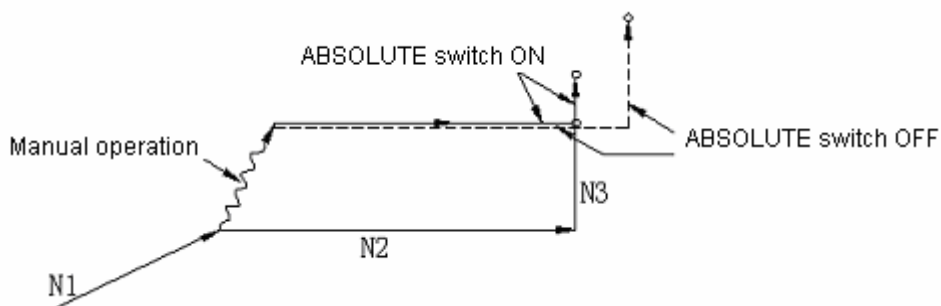 ABSOLUTE switch ON
Manual operation
ABSOLUTE switch OFF
N3
N2
N1